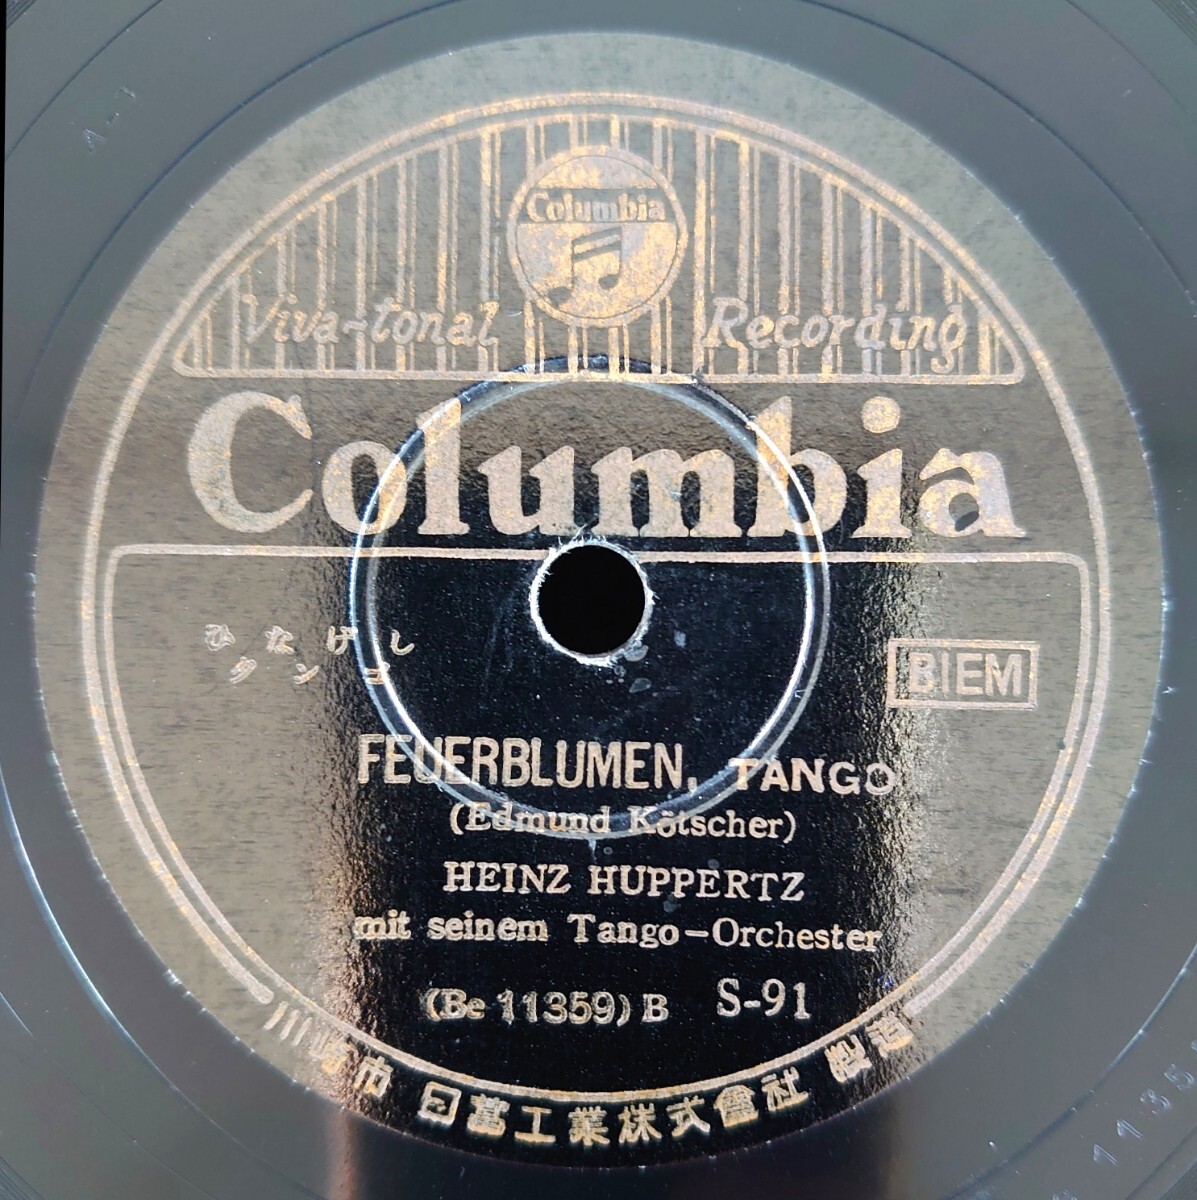 A-1
Columbia
Viva-tonal Recording
Columbia
ひなげし
タンゴ
BIEM
FEUERBLUMEN, TANGO
(Edmund Kötscher)
HEINZ HUPPERTZ
mit seinem Tango-Orchester
(Be 11359) B S-91
川崎市 日蓄工業株式會社 製造